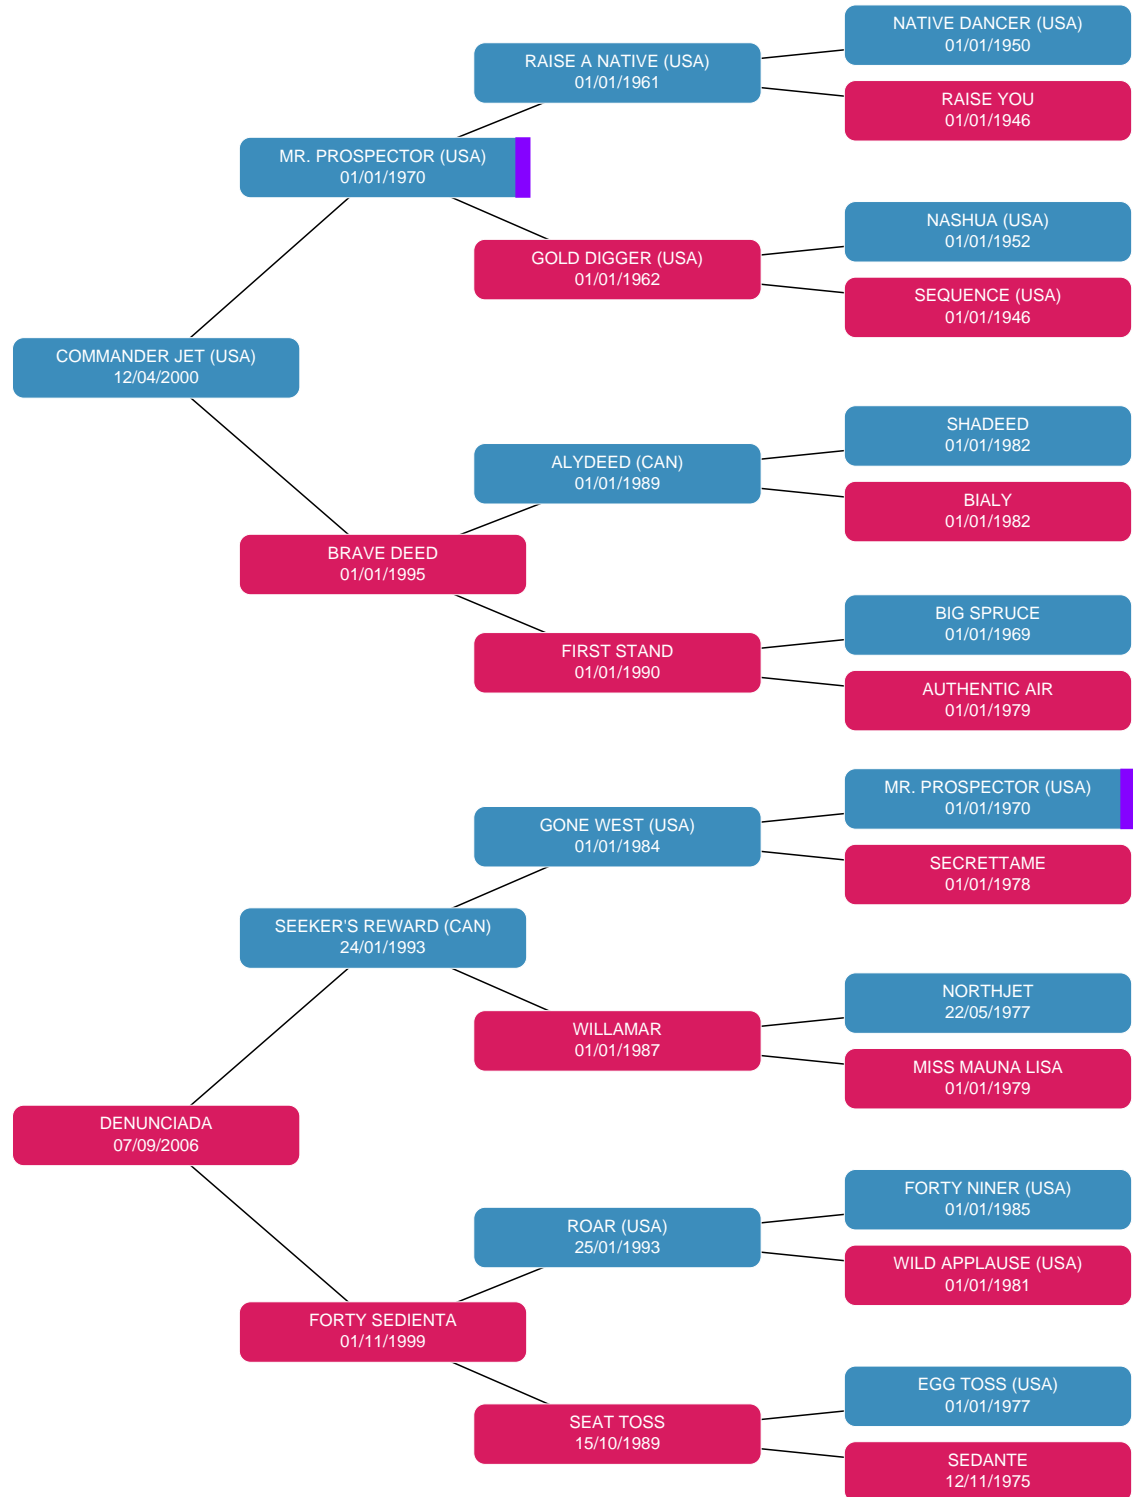 NATIVE DANCER (USA)
01/01/1950
RAISE A NATIVE (USA)
01/01/1961
RAISE YOU
01/01/1946
MR. PROSPECTOR (USA)
01/01/1970
NASHUA (USA)
01/01/1952
GOLD DIGGER (USA)
01/01/1962
SEQUENCE (USA)
01/01/1946
COMMANDER JET (USA)
12/04/2000
SHADEED
01/01/1982
ALYDEED (CAN)
01/01/1989
BIALY
01/01/1982
BRAVE DEED
01/01/1995
BIG SPRUCE
01/01/1969
FIRST STAND
01/01/1990
AUTHENTIC AIR
01/01/1979
MR. PROSPECTOR (USA)
01/01/1970
GONE WEST (USA)
01/01/1984
SECRETTAME
01/01/1978
SEEKER'S REWARD (CAN)
24/01/1993
NORTHJET
22/05/1977
WILLAMAR
01/01/1987
MISS MAUNA LISA
01/01/1979
DENUNCIADA
07/09/2006
FORTY NINER (USA)
01/01/1985
ROAR (USA)
25/01/1993
WILD APPLAUSE (USA)
01/01/1981
FORTY SEDIENTA
01/11/1999
EGG TOSS (USA)
01/01/1977
SEAT TOSS
15/10/1989
SEDANTE
12/11/1975